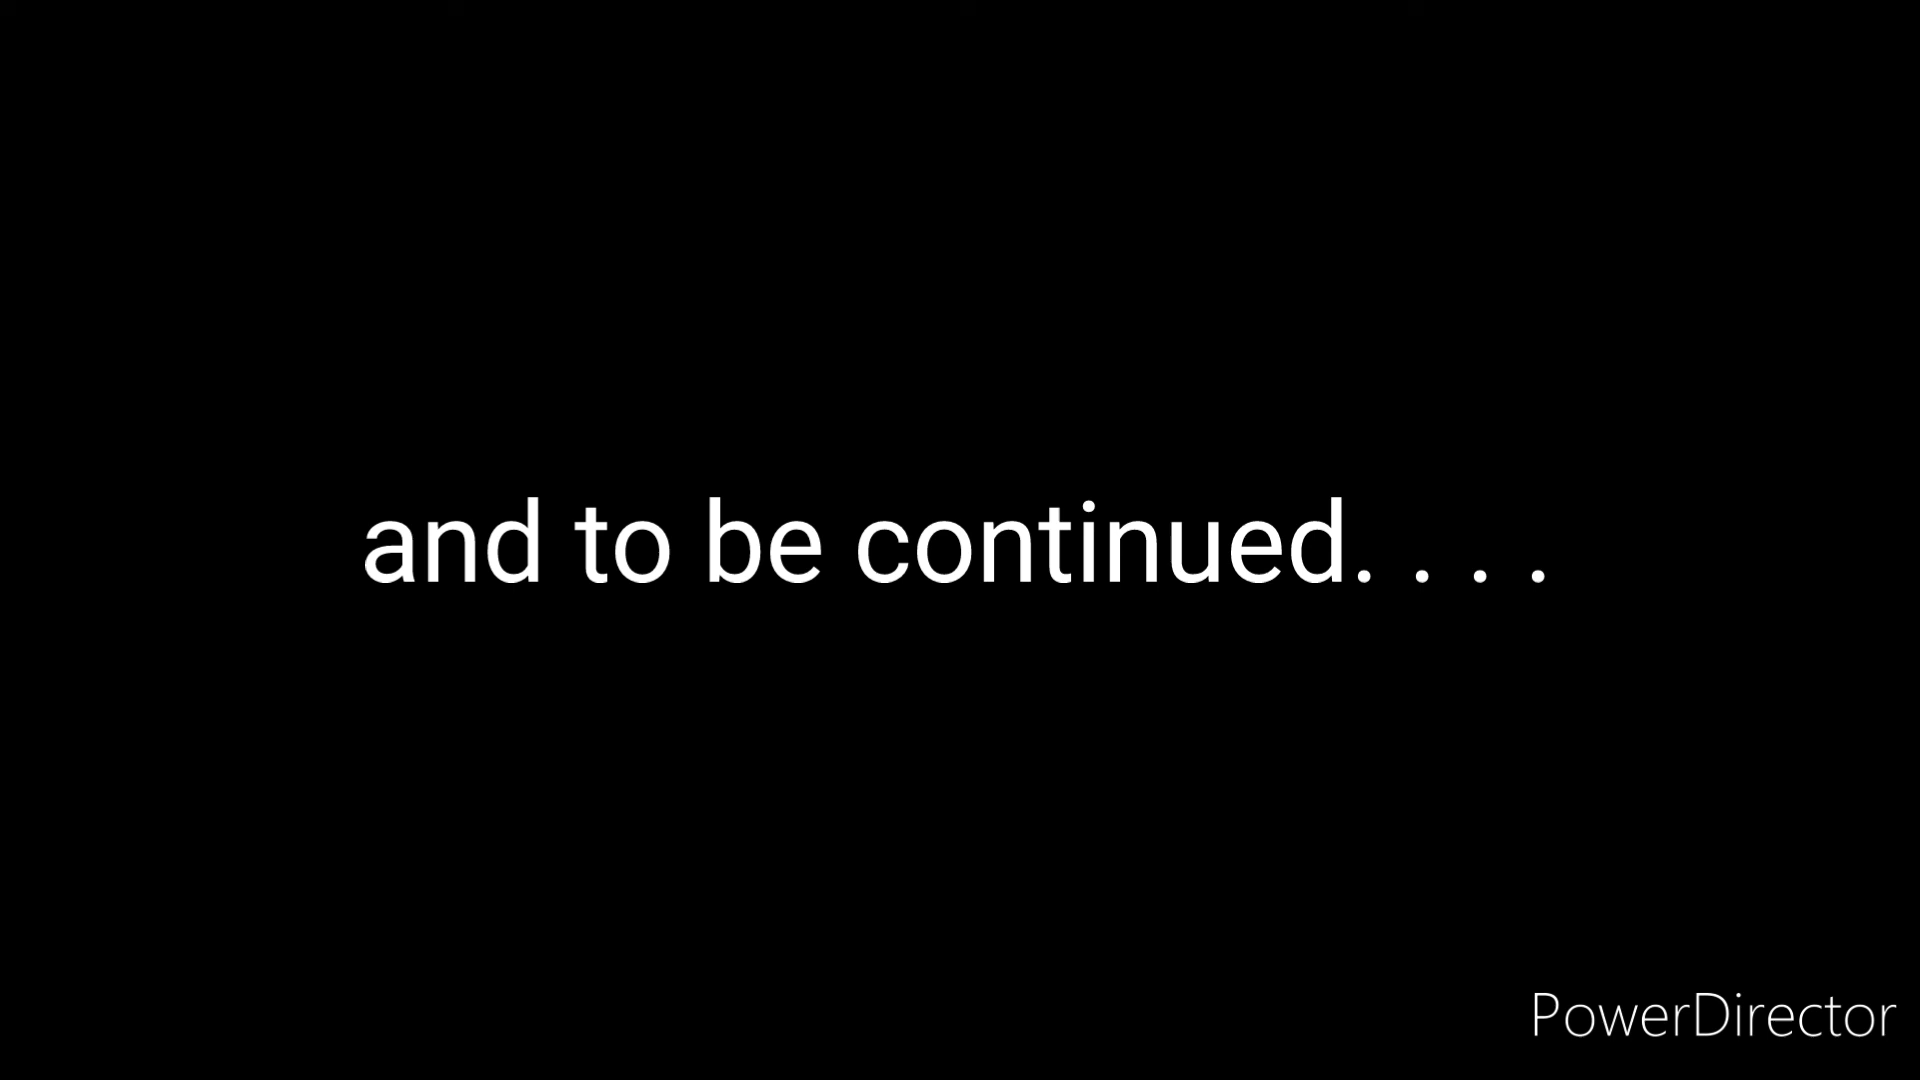 and to be continued. . . .
PowerDirector